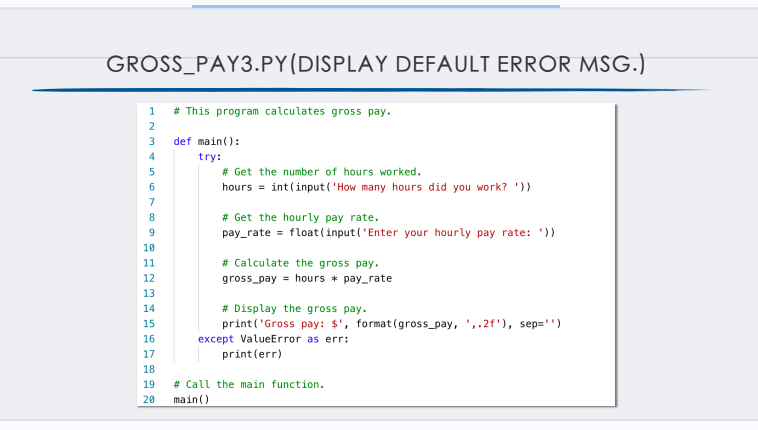 GROSS_PAY3.PY(DISPLAY DEFAULT ERROR MSG.)
1 # This program calculates gross pay.
2
3 def main():
4     try:
5         # Get the number of hours worked.
6         hours = int(input('How many hours did you work? '))
7
8         # Get the hourly pay rate.
9         pay_rate = float(input('Enter your hourly pay rate: '))
10
11         # Calculate the gross pay.
12         gross_pay = hours * pay_rate
13
14         # Display the gross pay.
15         print('Gross pay: $', format(gross_pay, ',.2f'), sep='')
16     except ValueError as err:
17         print(err)
18
19 # Call the main function.
20 main()